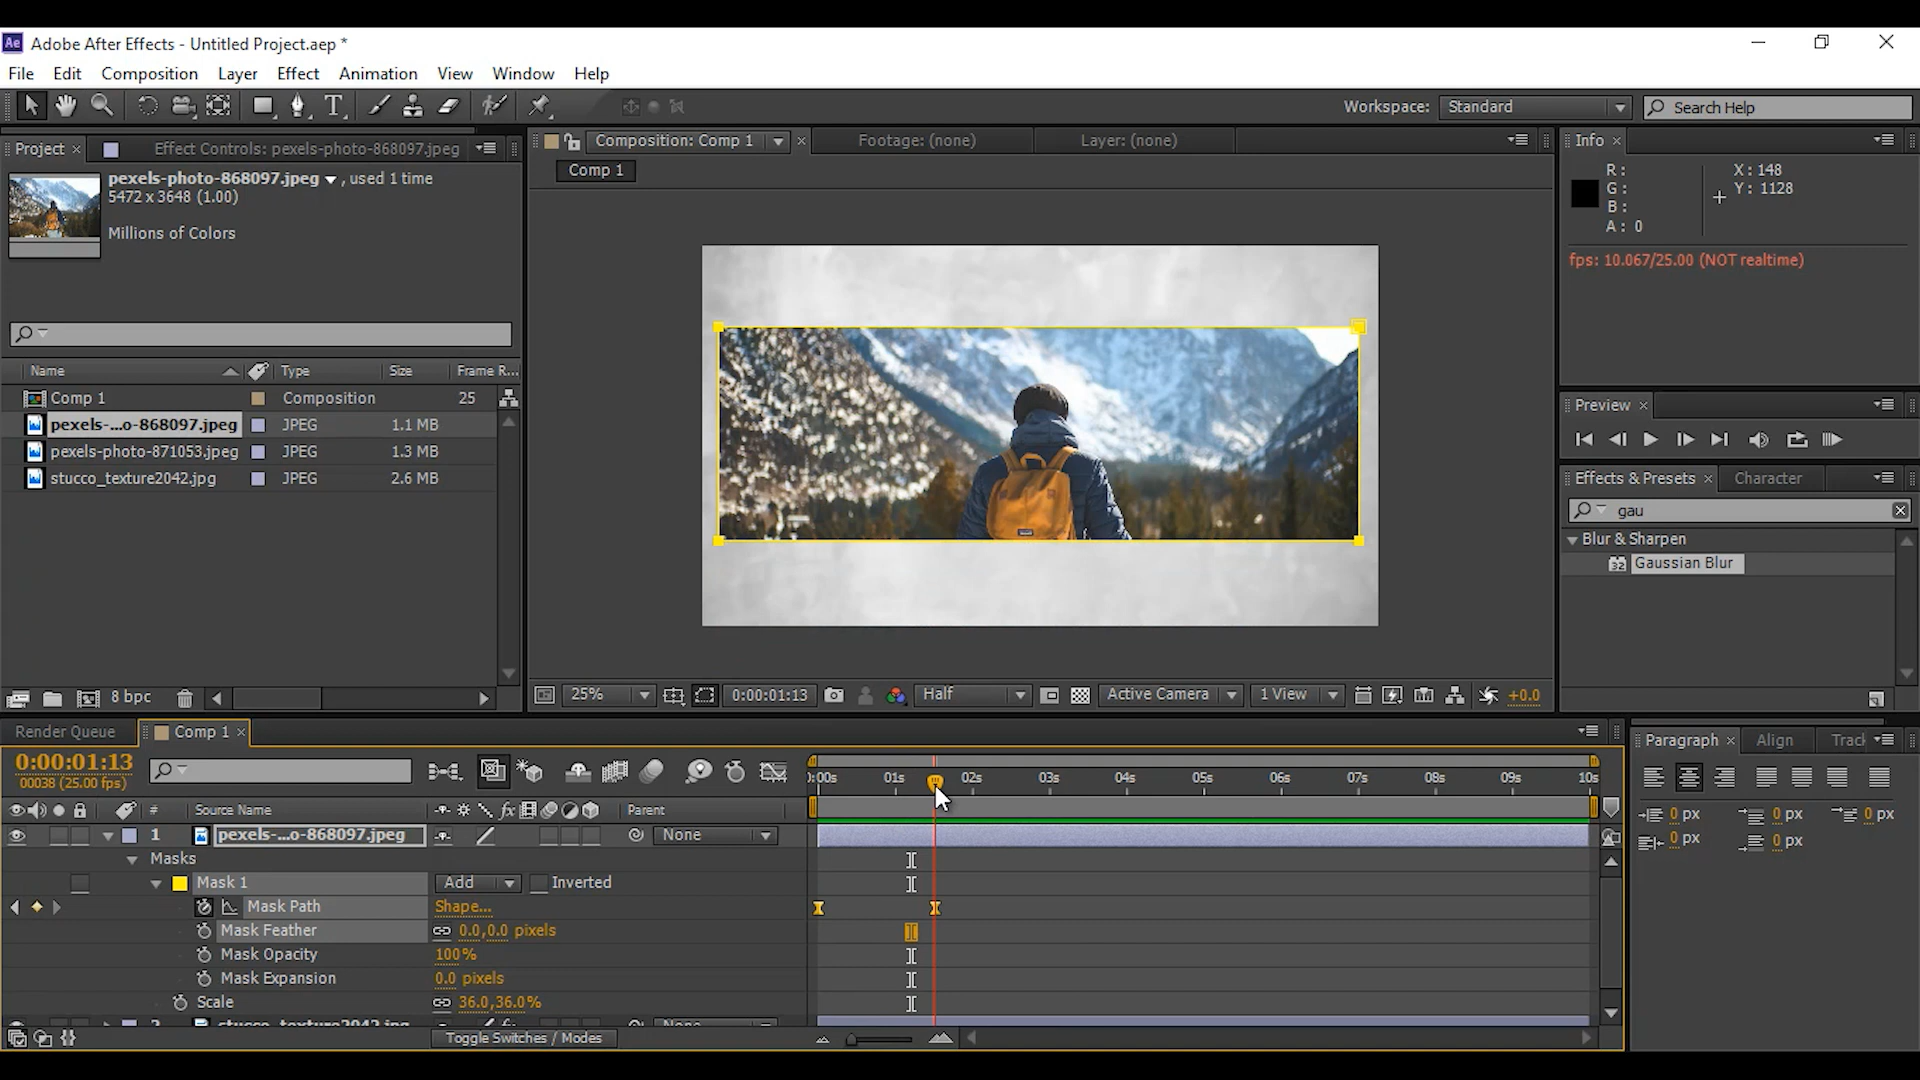 Ae Adobe After Effects - Untitled Project.aep *
File Edit Composition Layer Effect Animation View Window Help
Workspace: Standard Search Help
Project × Effect Controls: pexels-photo-868097.jpeg
pexels-photo-868097.jpeg , used 1 time
5472 x 3648 (1.00)
Millions of Colors
Name Type Size Frame R...
Comp 1 Composition 25
pexels-...o-868097.jpeg JPEG 1.1 MB
pexels-photo-871053.jpeg JPEG 1.3 MB
stucco_texture2042.jpg JPEG 2.6 MB
8 bpc
Composition: Comp 1 × Footage: (none) Layer: (none)
Comp 1
25% 0:00:01:13 Half Active Camera 1 View +0.0
Info ×
R: X: 148
G: Y: 1128
B:
A: 0
fps: 10.067/25.00 (NOT realtime)
Preview ×
Effects & Presets × Character
gau
Blur & Sharpen
32 Gaussian Blur
Render Queue Comp 1 ×
0:00:01:13
00038 (25.00 fps)
:00s 01s 02s 03s 04s 05s 06s 07s 08s 09s 10s
# Source Name fx Parent
1 pexels-...o-868097.jpeg None
Masks
Mask 1 Add Inverted
Mask Path Shape...
Mask Feather 0.0,0.0 pixels
Mask Opacity 100%
Mask Expansion 0.0 pixels
Scale 36.0,36.0%
2 stucco_texture2042.jpg None
Toggle Switches / Modes
Paragraph × Align Track
0 px 0 px 0 px
0 px 0 px